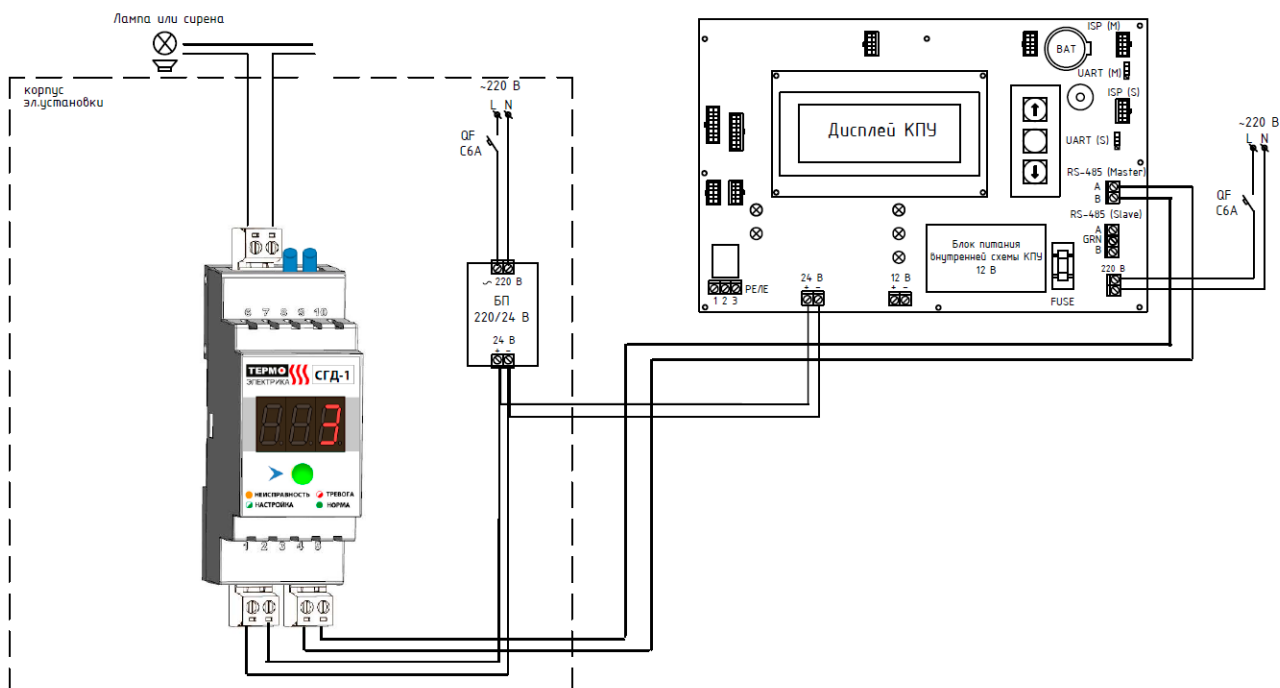 Лампа или сирена
корпус
эл.установки
~220 В
L N
QF
C6A
~ 220 В
БП
220/24 В
24 В
+ -
6 7 8 9 10
ТЕРМО
ЭЛЕКТРИКА
СГД-1
3
НЕИСПРАВНОСТЬ ТРЕВОГА
НАСТРОЙКА НОРМА
1 2 3 4 5
ISP (M)
BAT
UART (M)
ISP (S)
Дисплей КПУ
UART (S)
RS-485 (Master)
A
B
RS-485 (Slave)
A
GRN
B
Блок питания
внутренней схемы КПУ
12 В
220 В
FUSE
РЕЛЕ
1 2 3
24 В
+ -
12 В
+ -
~220 В
L N
QF
C6A